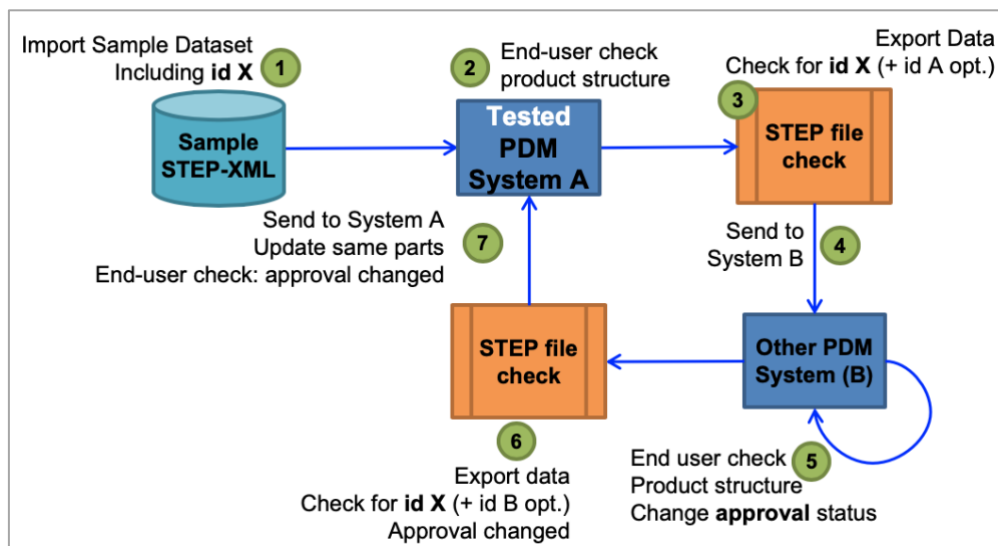 Import Sample Dataset
Including id X
1
Sample
STEP-XML
2
End-user check
product structure
Tested
PDM
System A
Export Data
Check for id X (+ id A opt.)
3
STEP file
check
Send to
System B
4
Other PDM
System (B)
5
End user check
Product structure
Change approval status
STEP file
check
6
Export data
Check for id X (+ id B opt.)
Approval changed
7
Send to System A
Update same parts
End-user check: approval changed